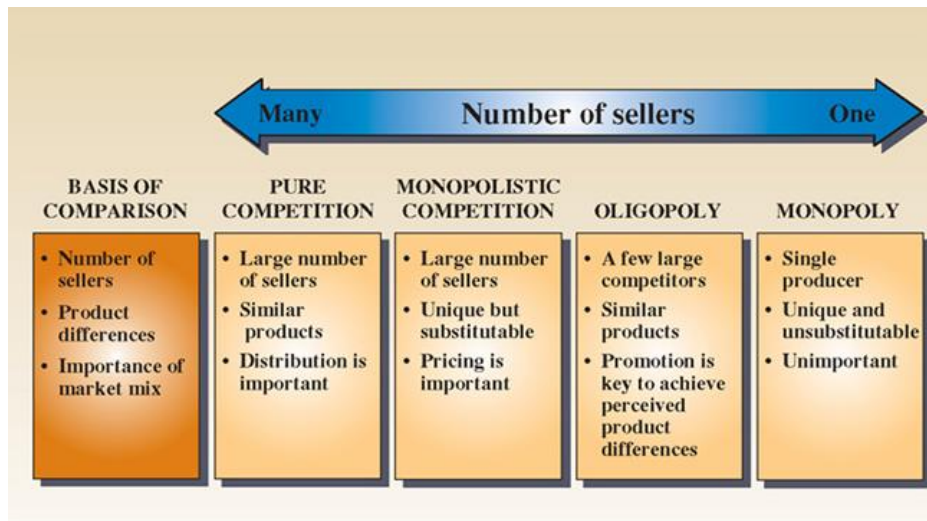 Many Number of sellers One
BASIS OF
COMPARISON
PURE
COMPETITION
MONOPOLISTIC
COMPETITION
OLIGOPOLY
MONOPOLY
• Number of
sellers
• Product
differences
• Importance of
market mix
• Large number
of sellers
• Similar
products
• Distribution is
important
• Large number
of sellers
• Unique but
substitutable
• Pricing is
important
• A few large
competitors
• Similar
products
• Promotion is
key to achieve
perceived
product
differences
• Single
producer
• Unique and
unsubstitutable
• Unimportant